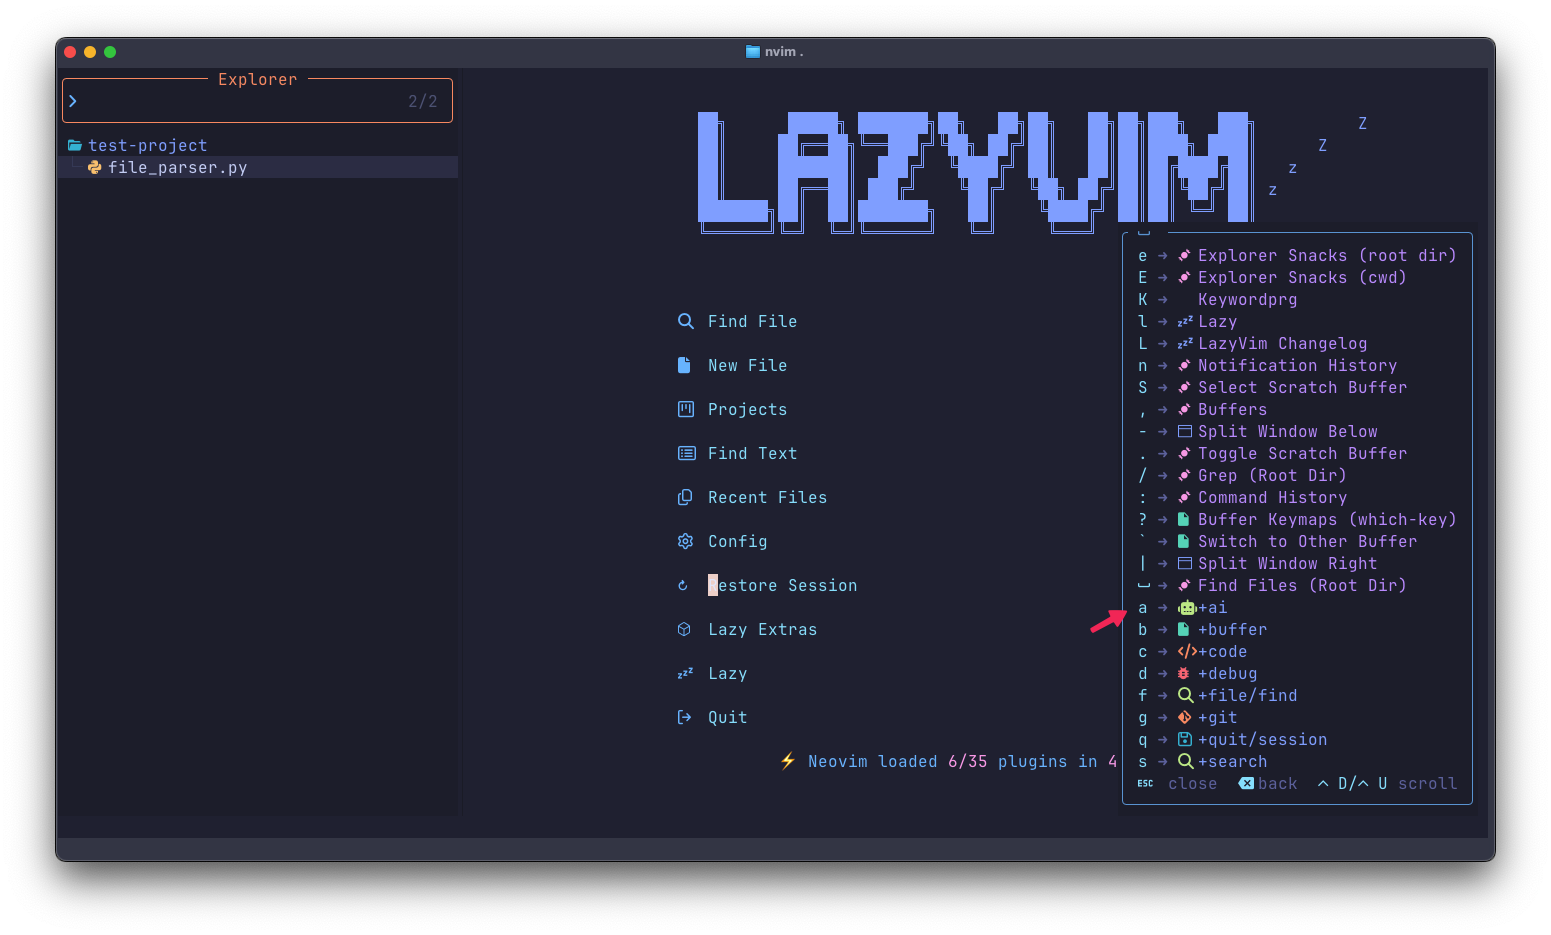 nvim .
Explorer
2/2
test-project
file_parser.py
LAZYVIM
Z
Z
z
z
Find File
New File
Projects
Find Text
Recent Files
Config
estore Session
Lazy Extras
Lazy
Quit
⚡ Neovim loaded 6/35 plugins in 4
e → Explorer Snacks (root dir)
E → Explorer Snacks (cwd)
K → Keywordprg
l → zzz Lazy
L → zzz LazyVim Changelog
n → Notification History
S → Select Scratch Buffer
, → Buffers
- → Split Window Below
. → Toggle Scratch Buffer
/ → Grep (Root Dir)
: → Command History
? → Buffer Keymaps (which-key)
` → Switch to Other Buffer
| → Split Window Right
␣ → Find Files (Root Dir)
a → +ai
b → +buffer
c → </> +code
d → +debug
f → +file/find
g → +git
q → +quit/session
s → +search
ESC close back ^ D/^ U scroll